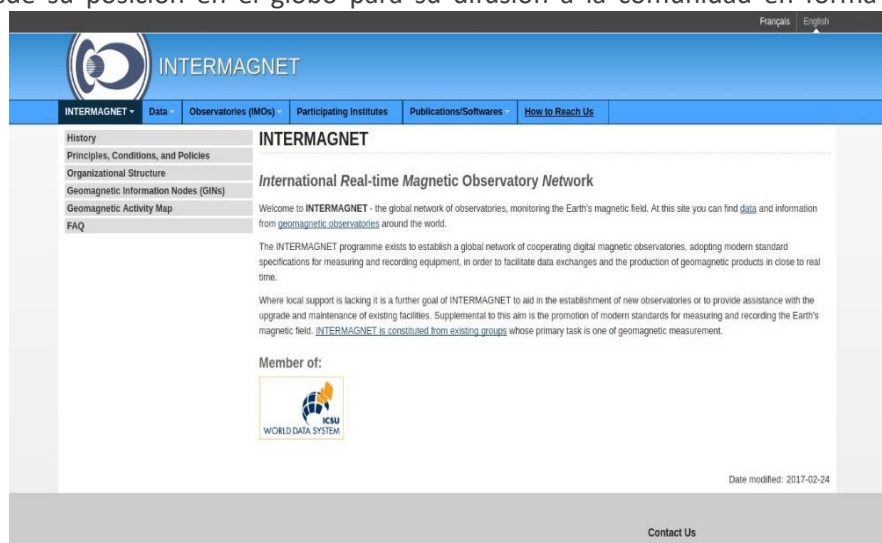 su posición en el globo para su difusión a la comunidad en forma
Français English
INTERMAGNET
INTERMAGNET Data Observatories (IMOs) Participating Institutes Publications/Softwares How to Reach Us
History
Principles, Conditions, and Policies
Organizational Structure
Geomagnetic Information Nodes (GINs)
Geomagnetic Activity Map
FAQ
INTERMAGNET
International Real-time Magnetic Observatory Network
Welcome to INTERMAGNET - the global network of observatories, monitoring the Earth's magnetic field. At this site you can find data and information
from geomagnetic observatories around the world.
The INTERMAGNET programme exists to establish a global network of cooperating digital magnetic observatories, adopting modern standard
specifications for measuring and recording equipment, in order to facilitate data exchanges and the production of geomagnetic products in close to real
time.
Where local support is lacking it is a further goal of INTERMAGNET to aid in the establishment of new observatories or to provide assistance with the
upgrade and maintenance of existing facilities. Supplemental to this aim is the promotion of modern standards for measuring and recording the Earth's
magnetic field. INTERMAGNET is constituted from existing groups whose primary task is one of geomagnetic measurement.
Member of:
ICSU
WORLD DATA SYSTEM
Date modified: 2017-02-24
Contact Us